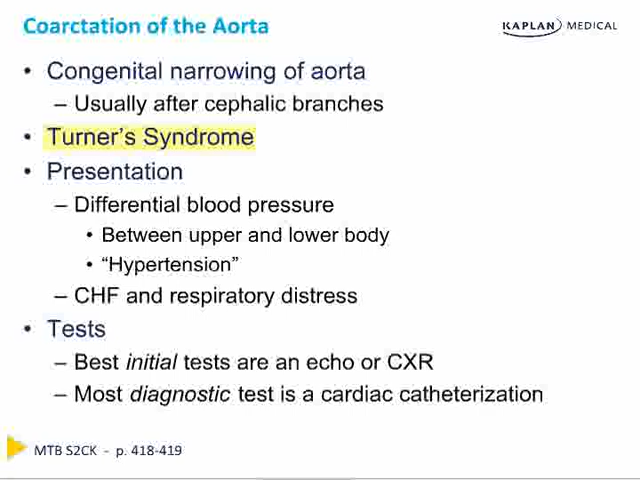 Coarctation of the Aorta
KAPLAN MEDICAL
• Congenital narrowing of aorta
– Usually after cephalic branches
• Turner's Syndrome
• Presentation
– Differential blood pressure
• Between upper and lower body
• "Hypertension"
– CHF and respiratory distress
• Tests
– Best initial tests are an echo or CXR
– Most diagnostic test is a cardiac catheterization
MTB S2CK - p. 418-419